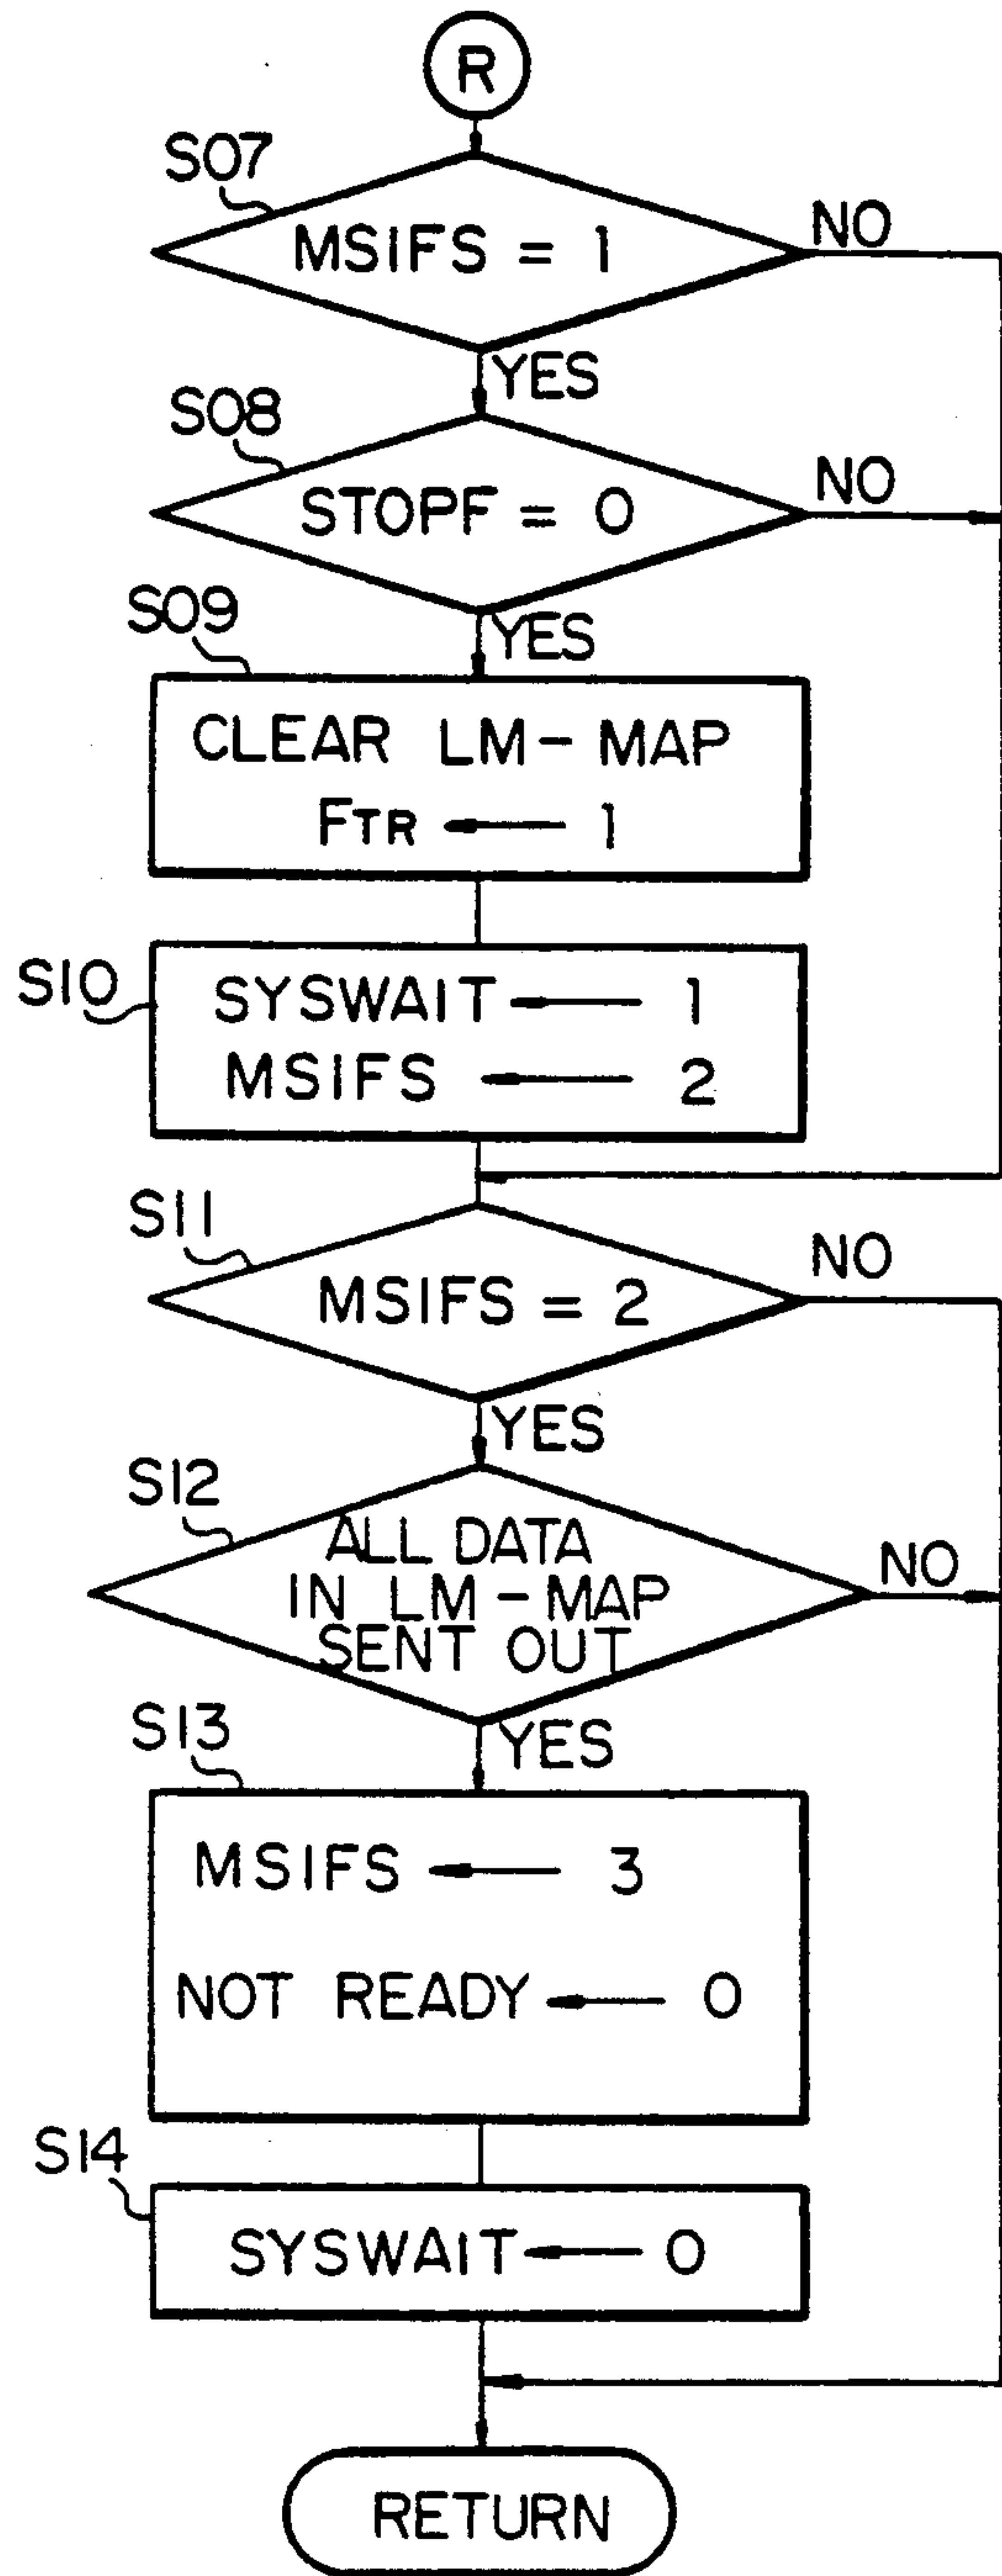 R
S07
MSIFS = 1
NO
YES
S08
STOPF = 0
NO
YES
S09
CLEAR LM-MAP
FTR ← 1
S10
SYSWAIT ← 1
MSIFS ← 2
S11
MSIFS = 2
NO
YES
S12
ALL DATA
IN LM-MAP
SENT OUT
NO
YES
S13
MSIFS ← 3
NOT READY ← 0
S14
SYSWAIT ← 0
RETURN